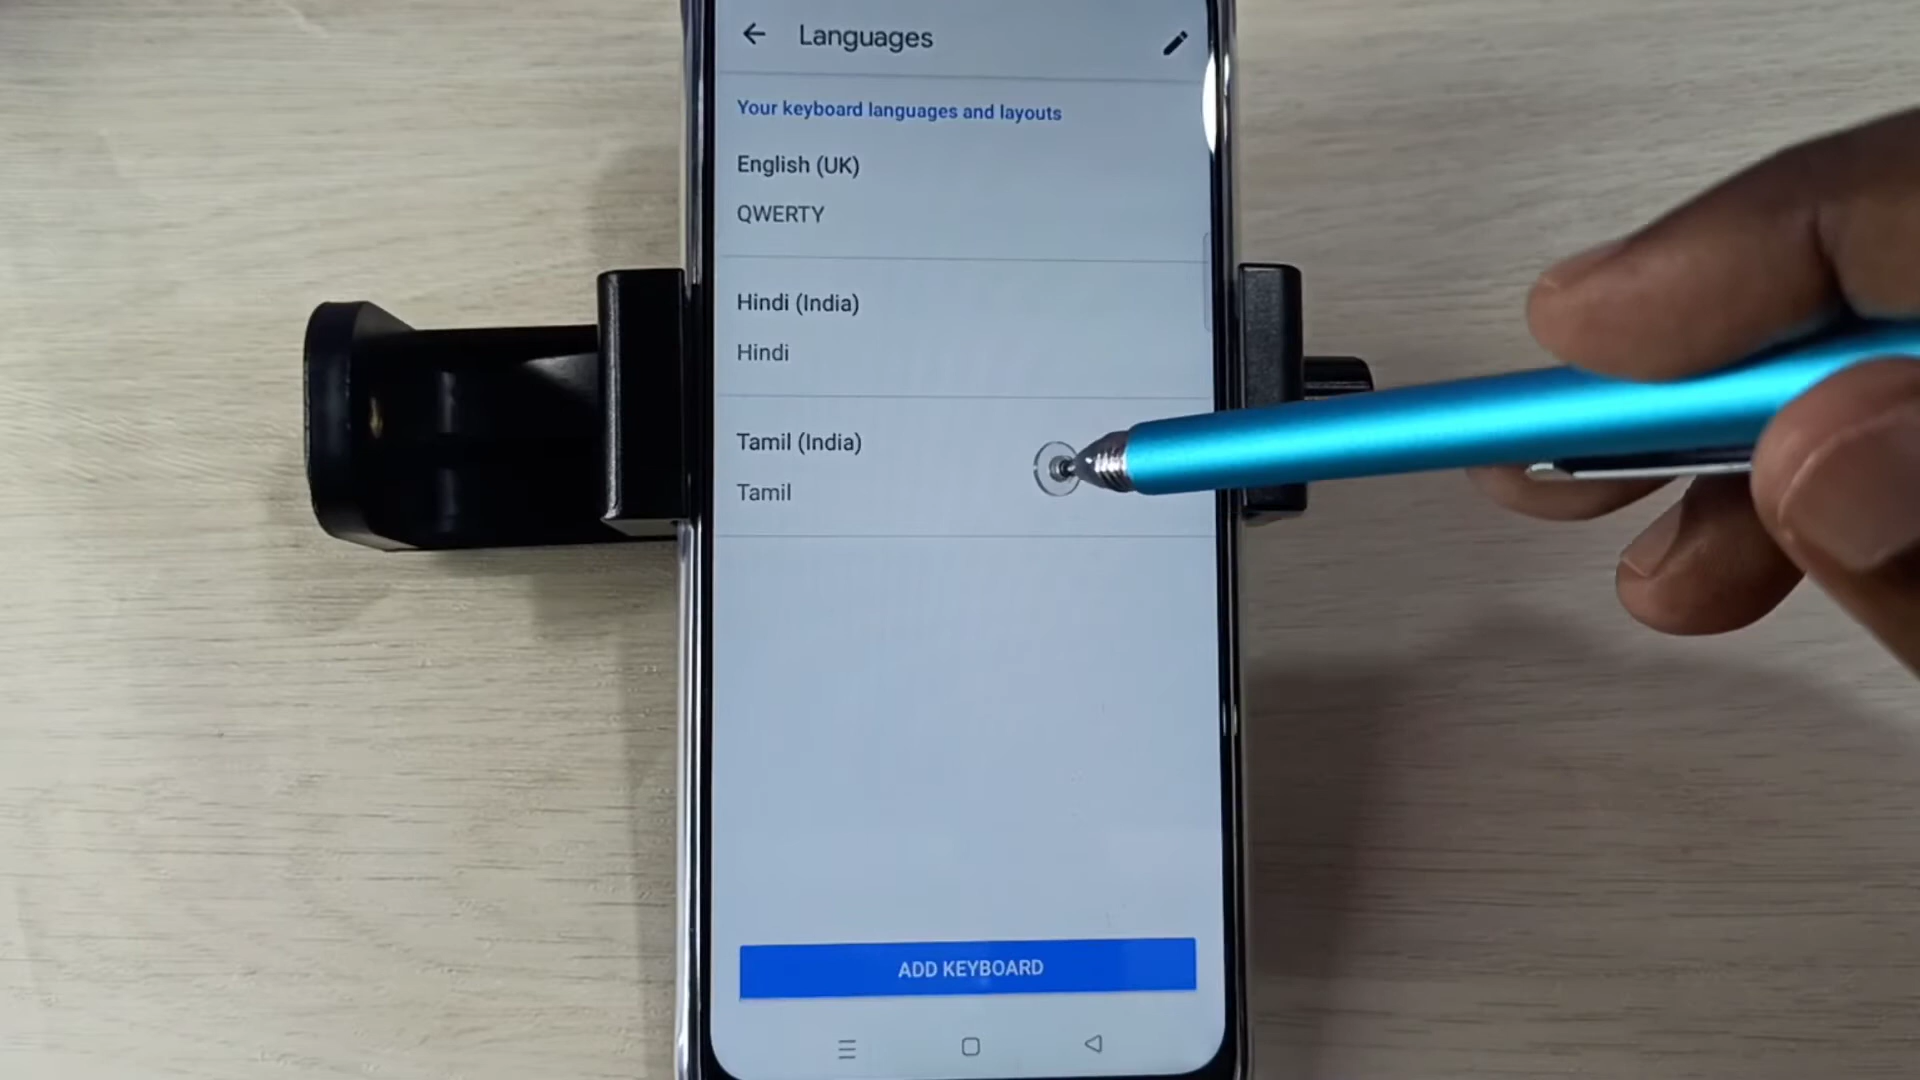 Languages
Your keyboard languages and layouts
English (UK)
QWERTY
Hindi (India)
Hindi
Tamil (India)
Tamil
ADD KEYBOARD